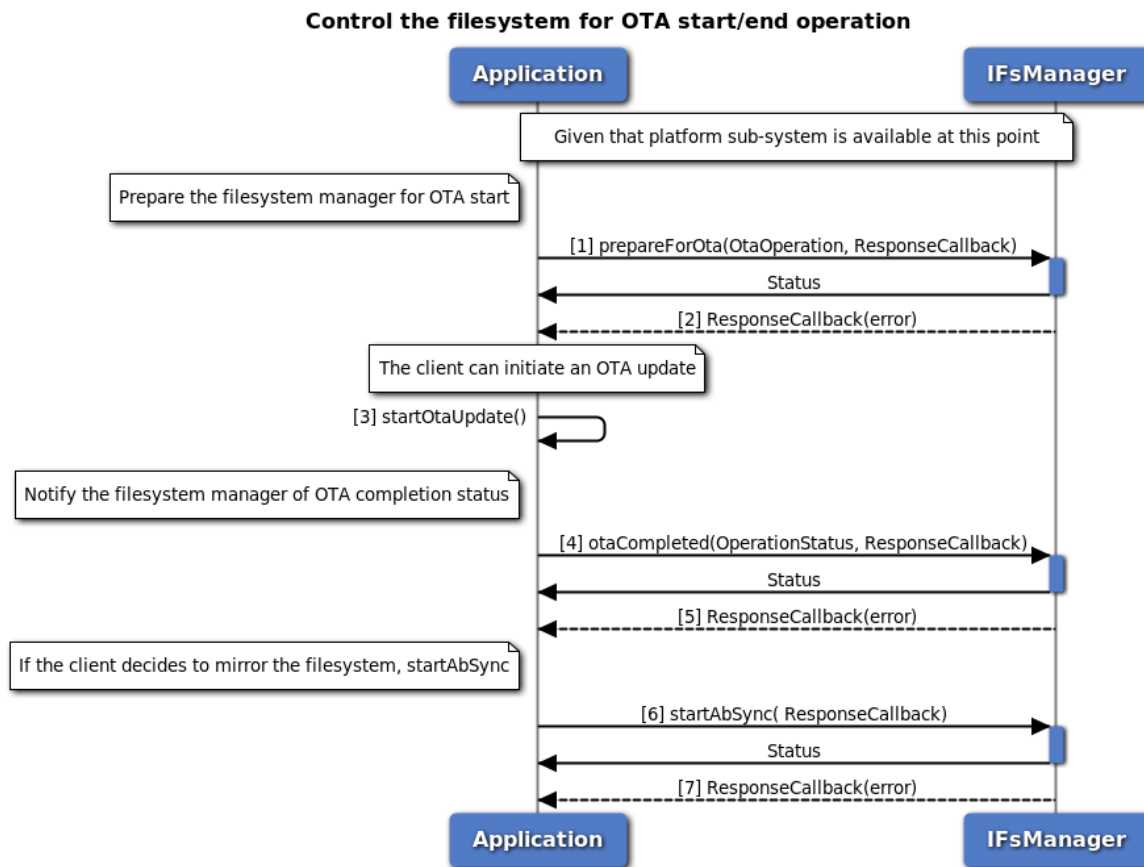 Control the filesystem for OTA start/end operation
Application
IFsManager
Given that platform sub-system is available at this point
Prepare the filesystem manager for OTA start
[1] prepareForOta(OtaOperation, ResponseCallback)
Status
[2] ResponseCallback(error)
The client can initiate an OTA update
[3] startOtaUpdate()
Notify the filesystem manager of OTA completion status
[4] otaCompleted(OperationStatus, ResponseCallback)
Status
[5] ResponseCallback(error)
If the client decides to mirror the filesystem, startAbSync
[6] startAbSync( ResponseCallback)
Status
[7] ResponseCallback(error)
Application
IFsManager